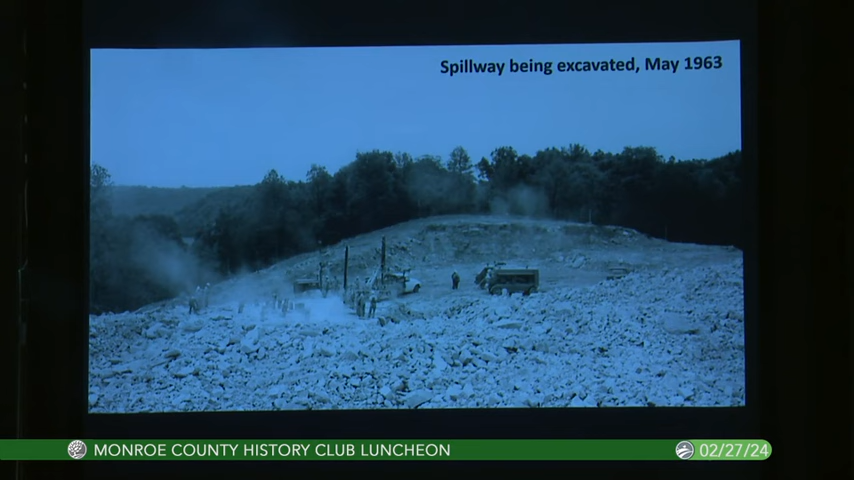 Spillway being excavated, May 1963
MONROE COUNTY HISTORY CLUB LUNCHEON
02/27/24